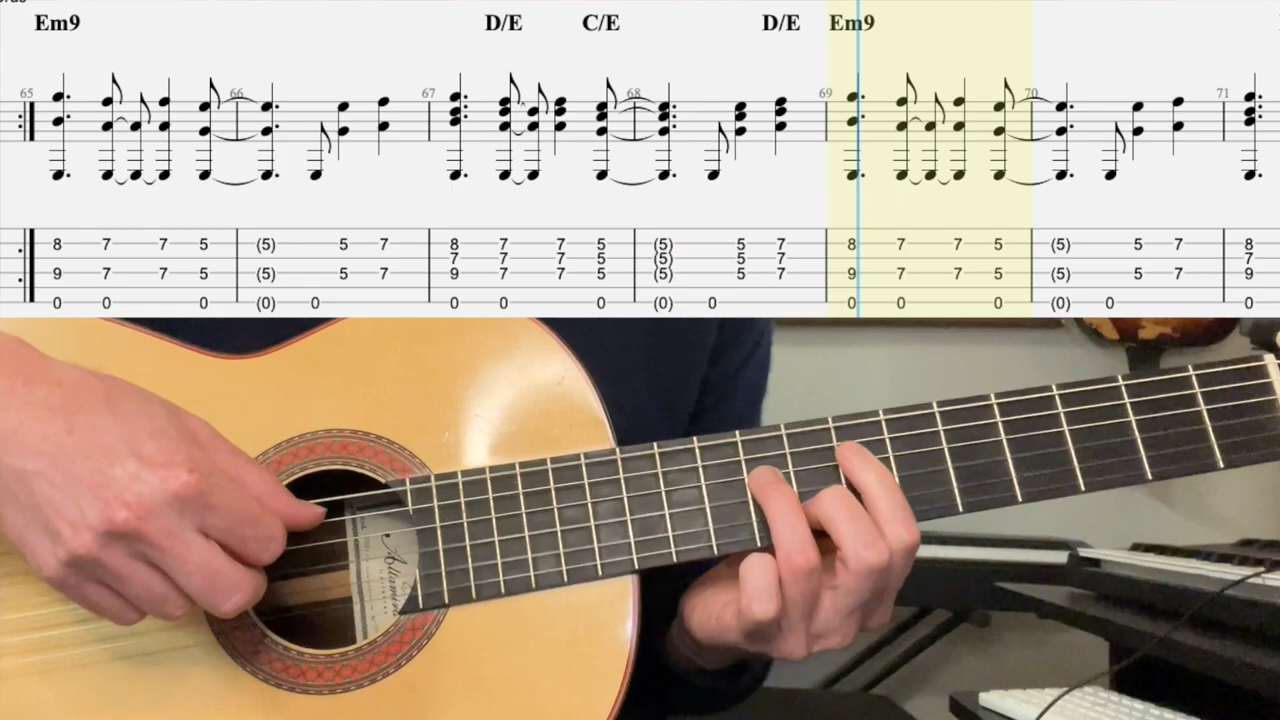 Em9 D/E C/E D/E Em9
65 66 67 68 69 70 71
8 7 7 5 (5) 5 7 8 7 7 5 (5) 5 7 8 7 7 5 (5) 5 7 8
7 7 7 5 (5) 5 7 7
9 7 7 5 (5) 5 7 9 7 7 5 (5) 5 7 9 7 7 5 (5) 5 7 9
0 0 0 (0) 0 0 0 0 (0) 0 0 0 0 (0) 0 0
Altamira